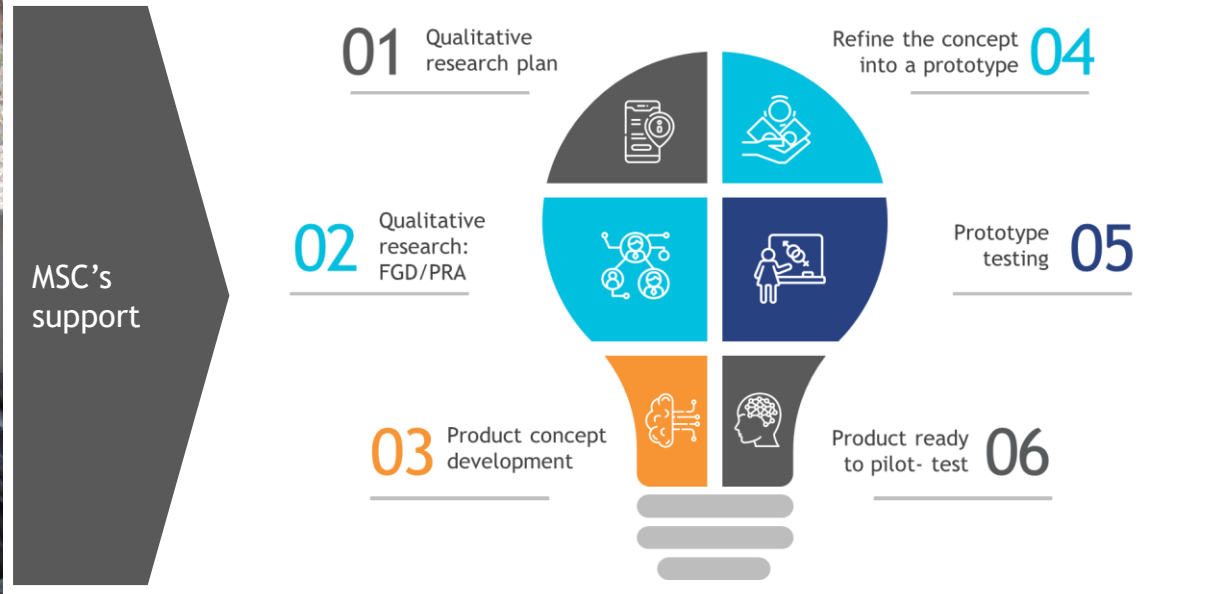 MSC's
support
01
Qualitative
research plan
02
Qualitative
research:
FGD/PRA
03
Product concept
development
Refine the concept
into a prototype
04
Prototype
testing
05
Product ready
to pilot- test
06